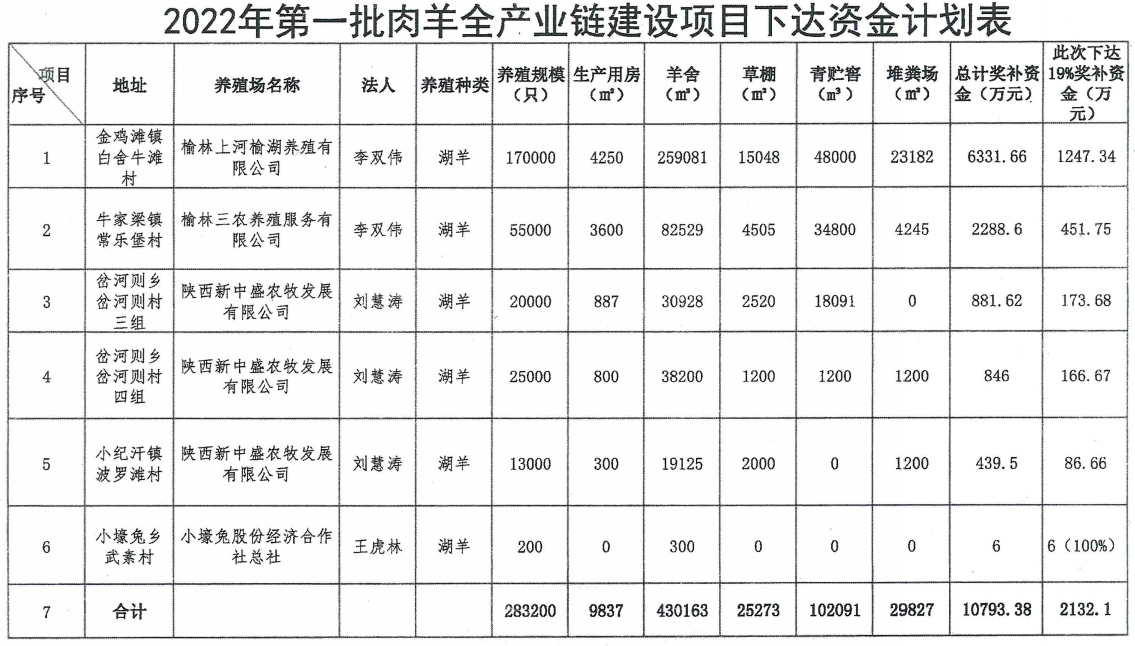 2022年第一批肉羊全产业链建设项目下达资金计划表
项目
序号
地址
养殖场名称
法人
养殖种类
养殖规模
（只）
生产用房
（㎡）
羊舍
（㎡）
草棚
（㎡）
青贮窖
（m³）
堆粪场
（㎡）
总计奖补资
金（万元）
此次下达
19%奖补资
金（万
元）
1
金鸡滩镇
白舍牛滩
村
榆林上河榆湖养殖有
限公司
李双伟
湖羊
170000
4250
259081
15048
48000
23182
6331.66
1247.34
2
牛家梁镇
常乐堡村
榆林三农养殖服务有
限公司
李双伟
湖羊
55000
3600
82529
4505
34800
4245
2288.6
451.75
3
岔河则乡
岔河则村
三组
陕西新中盛农牧发展
有限公司
刘慧涛
湖羊
20000
887
30928
2520
18091
0
881.62
173.68
4
岔河则乡
岔河则村
四组
陕西新中盛农牧发展
有限公司
刘慧涛
湖羊
25000
800
38200
1200
1200
1200
846
166.67
5
小纪汗镇
波罗滩村
陕西新中盛农牧发展
有限公司
刘慧涛
湖羊
13000
300
19125
2000
0
1200
439.5
86.66
6
小壕兔乡
武素村
小壕兔股份经济合作
社总社
王虎林
湖羊
200
0
300
0
0
0
6
6（100%）
7
合计
283200
9837
430163
25273
102091
29827
10793.38
2132.1